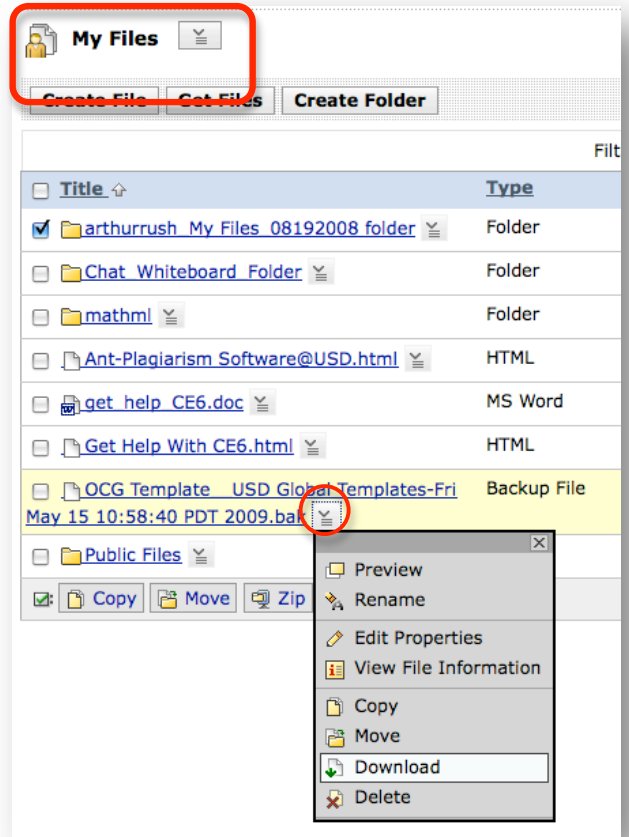 My Files
Create File Get Files Create Folder
Filt
Title Type
arthurrush_My Files_08192008 folder Folder
Chat_Whiteboard_Folder Folder
mathml Folder
Ant-Plagiarism Software@USD.html HTML
get_help_CE6.doc MS Word
Get Help With CE6.html HTML
OCG Template__USD Global Templates-Fri Backup File
May 15 10:58:40 PDT 2009.bak
Public Files
Copy Move Zip
Preview
Rename
Edit Properties
View File Information
Copy
Move
Download
Delete